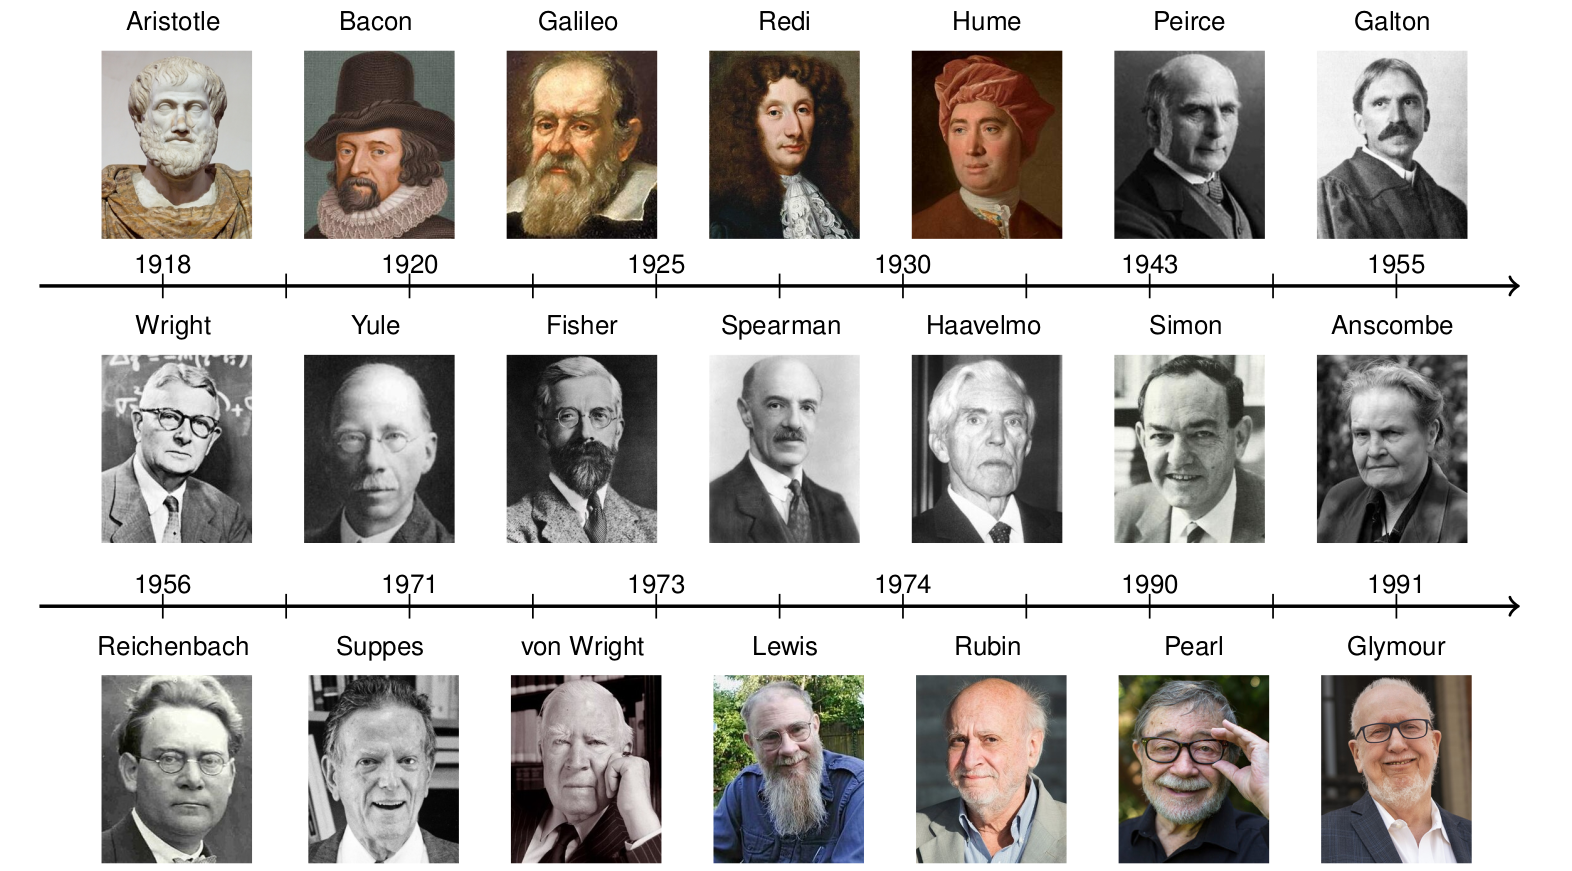 Aristotle Bacon Galileo Redi Hume Peirce Galton
1918 1920 1925 1930 1943 1955
Wright Yule Fisher Spearman Haavelmo Simon Anscombe
1956 1971 1973 1974 1990 1991
Reichenbach Suppes von Wright Lewis Rubin Pearl Glymour